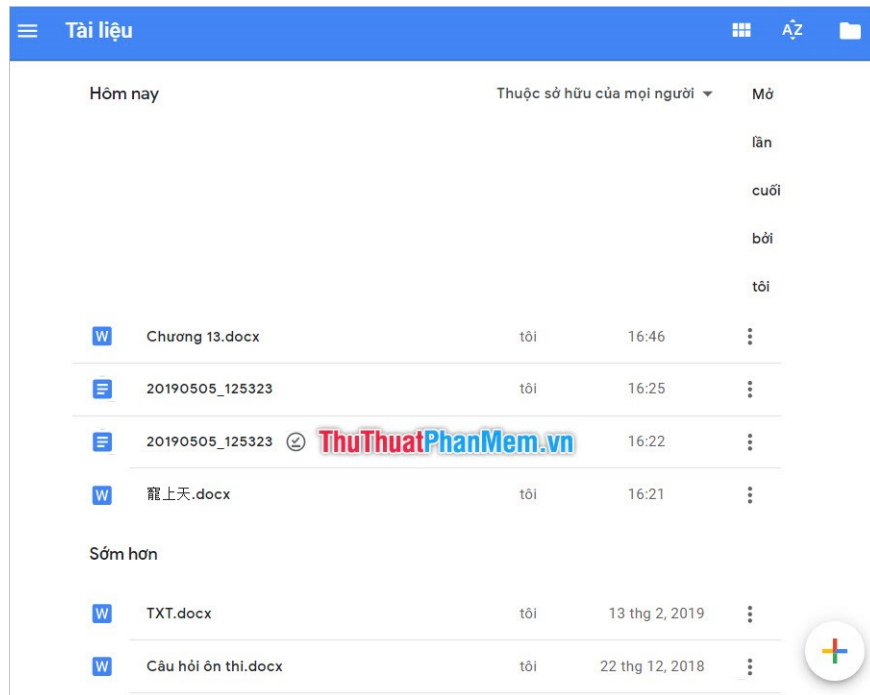 Tài liệu AZ
Hôm nay Thuộc sở hữu của mọi người Mở
lần
cuối
bởi
tôi
W Chương 13.docx tôi 16:46
20190505_125323 tôi 16:25
20190505_125323 ThuThuatPhanMem.vn 16:22
W 寵上天.docx tôi 16:21
Sớm hơn
W TXT.docx tôi 13 thg 2, 2019
W Câu hỏi ôn thi.docx tôi 22 thg 12, 2018